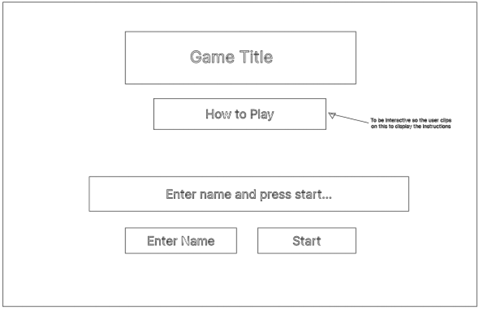 Game Title
How to Play
To be interactive so the user clips
on this to display the instructions
Enter name and press start...
Enter Name
Start